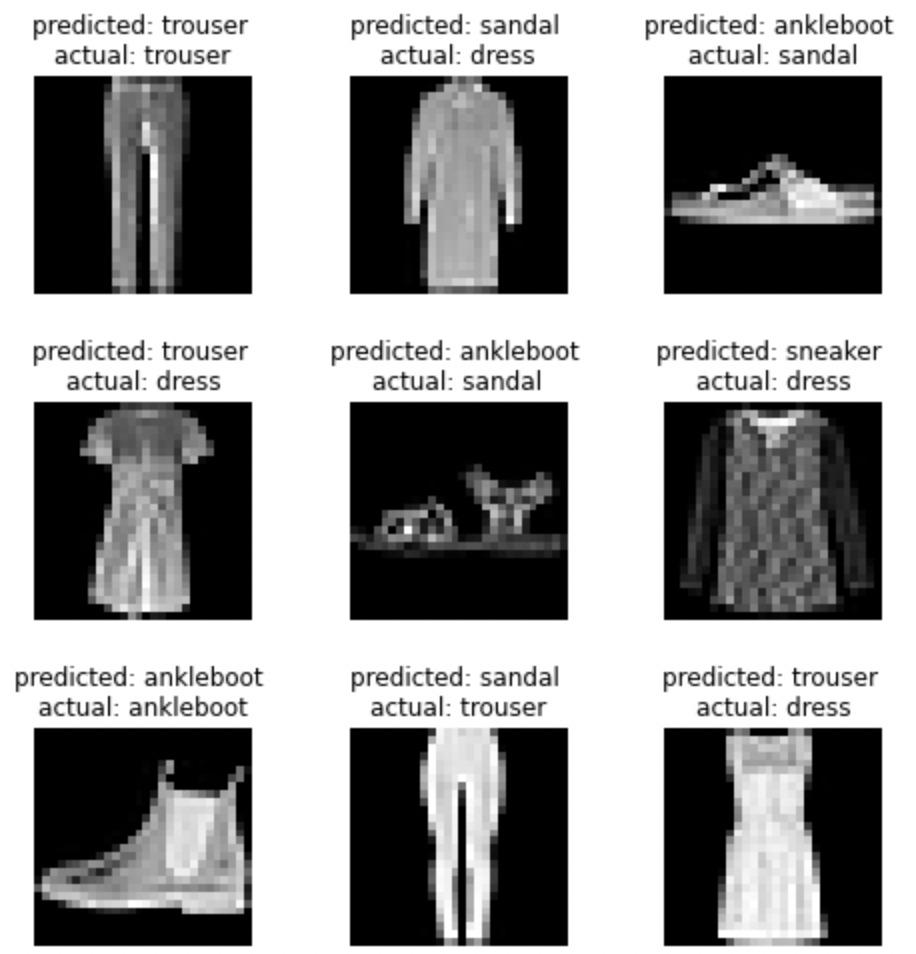 predicted: trouser
actual: trouser
predicted: sandal
actual: dress
predicted: ankleboot
actual: sandal
predicted: trouser
actual: dress
predicted: ankleboot
actual: sandal
predicted: sneaker
actual: dress
predicted: ankleboot
actual: ankleboot
predicted: sandal
actual: trouser
predicted: trouser
actual: dress